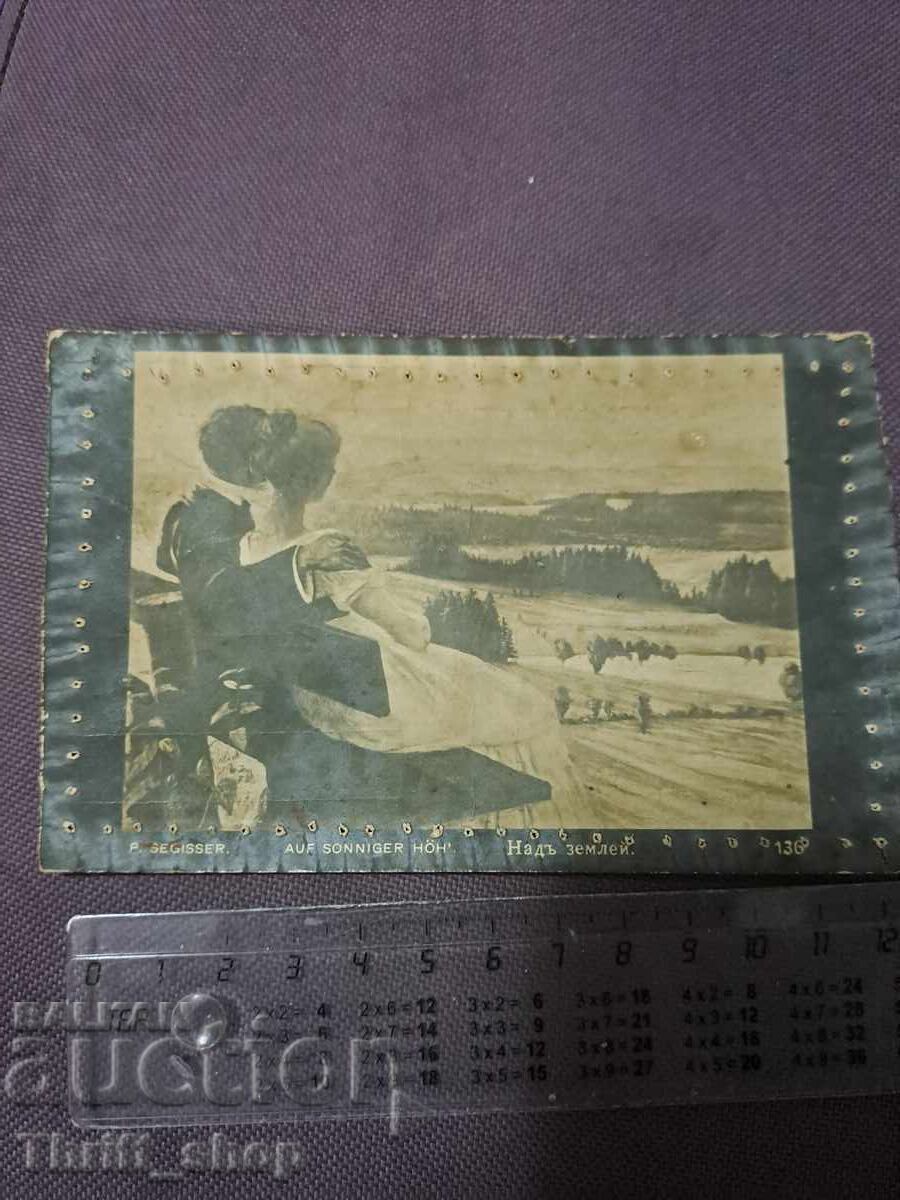 P. SEGISSER. AUF SONNIGER HÖH'. Надъ землей. 136
0 1 2 3 4 5 6 7 8 9 10 11 12
2x2= 4 2x6=12 3x2= 6 3x6=18 4x2= 8 4x6=24
2x7=14 3x3= 9 3x7=21 4x3=12 4x7=28
2x8=16 3x4=12 3x8=24 4x4=16 4x8=32
2x9=18 3x5=15 3x9=27 4x5=20 4x9=36
BALKAN
auction
Thrift_shop